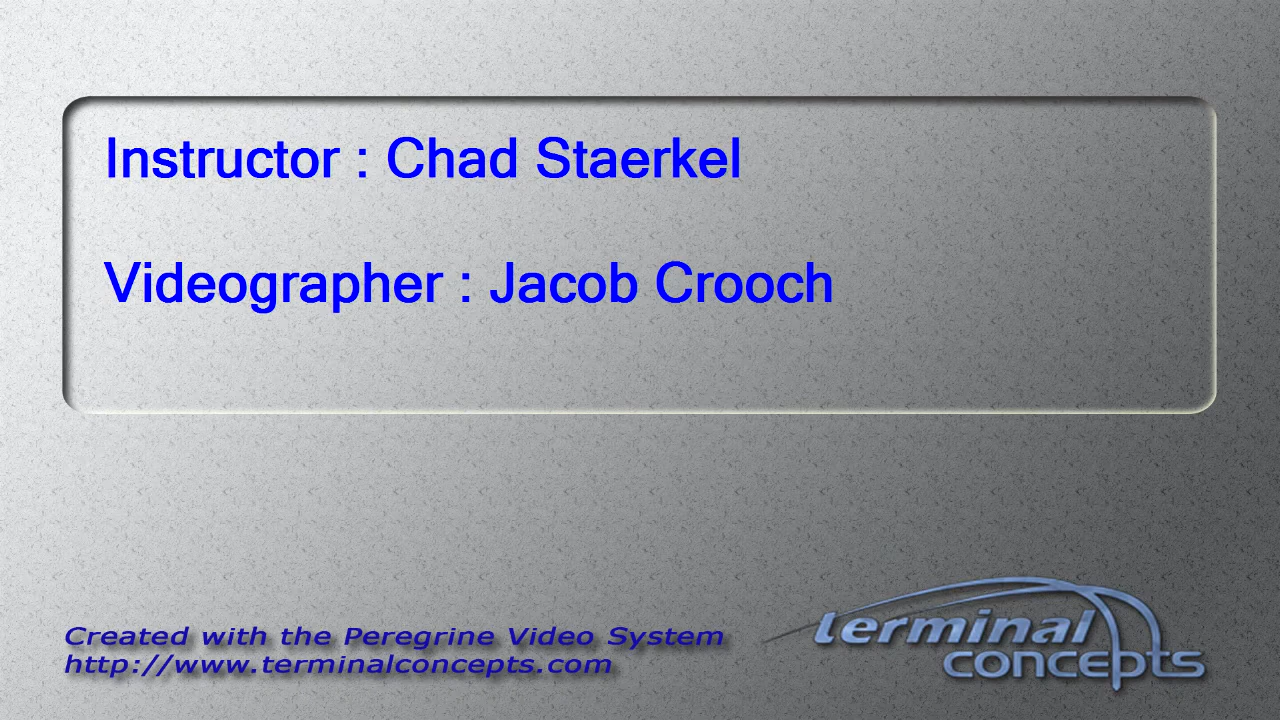 Instructor : Chad Staerkel
Videographer : Jacob Crooch
Created with the Peregrine Video System
http://www.terminalconcepts.com
terminal
concepts